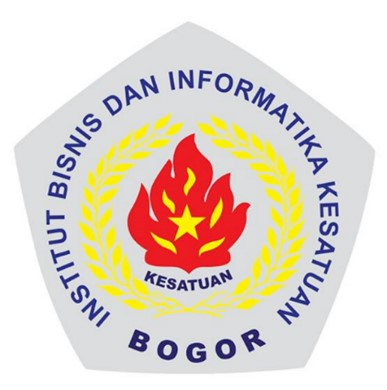 INSTITUT BISNIS DAN INFORMATIKA KESATUAN
KESATUAN
BOGOR